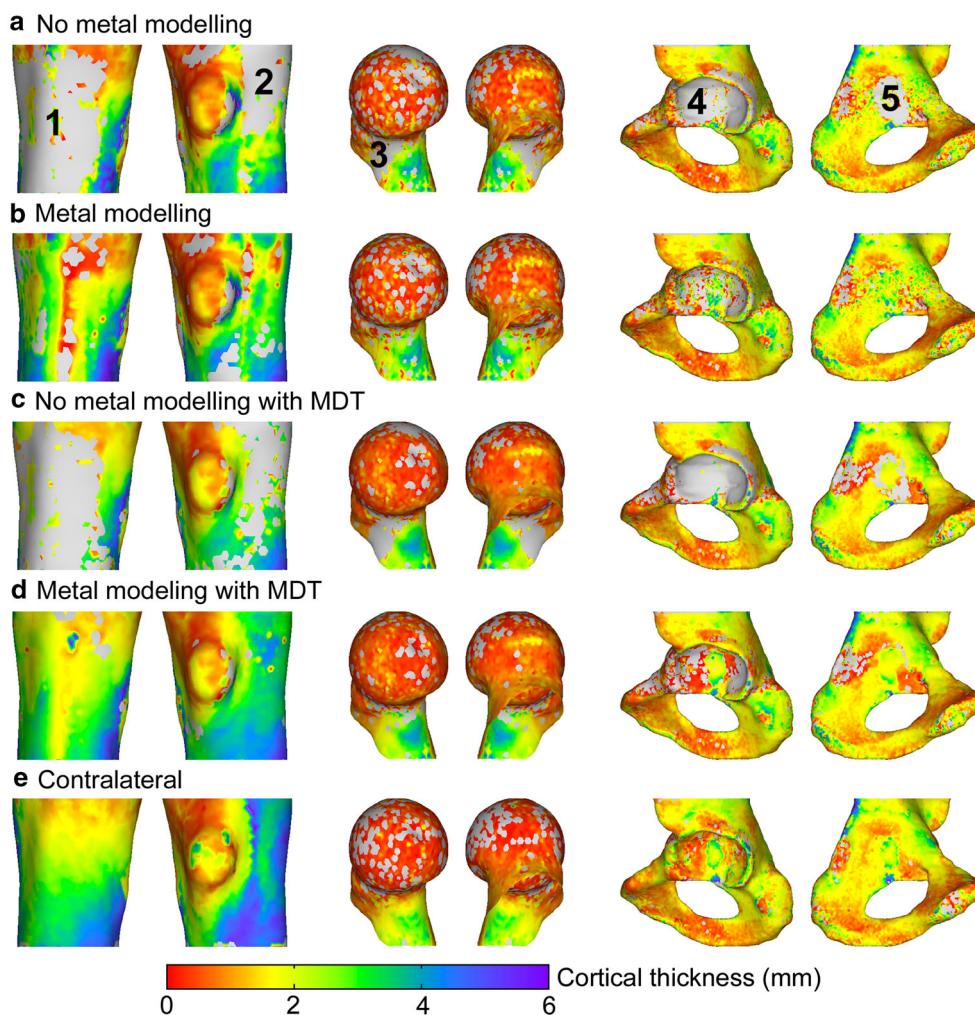 a No metal modelling
1 2 3 4 5
b Metal modelling
c No metal modelling with MDT
d Metal modeling with MDT
e Contralateral
Cortical thickness (mm)
0 2 4 6